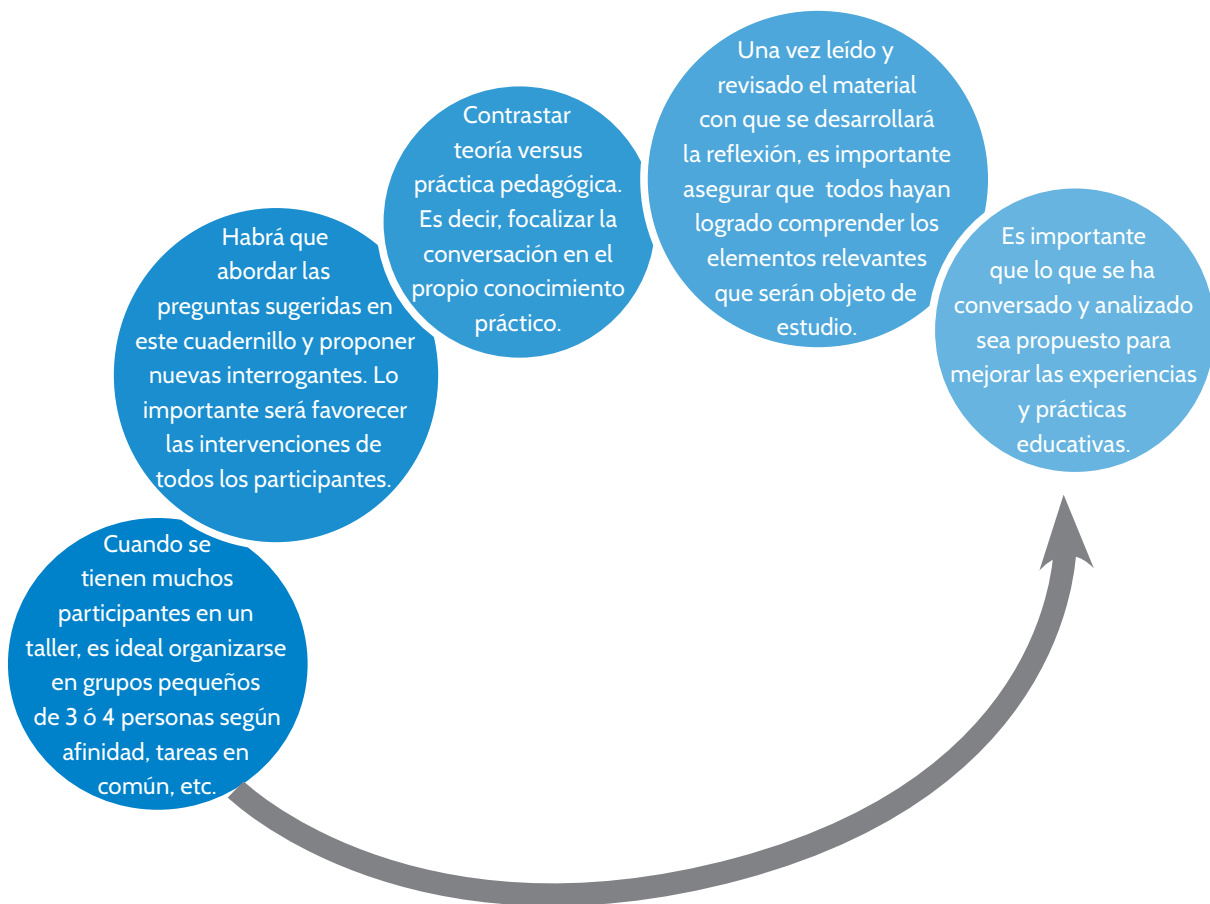 Cuando se
tienen muchos
participantes en un
taller, es ideal organizarse
en grupos pequeños
de 3 ó 4 personas según
afinidad, tareas en
común, etc.
Habrá que
abordar las
preguntas sugeridas en
este cuadernillo y proponer
nuevas interrogantes. Lo
importante será favorecer
las intervenciones de
todos los participantes.
Contrastar
teoría versus
práctica pedagógica.
Es decir, focalizar la
conversación en el
propio conocimiento
práctico.
Una vez leído y
revisado el material
con que se desarrollará
la reflexión, es importante
asegurar que todos hayan
logrado comprender los
elementos relevantes
que serán objeto de
estudio.
Es importante
que lo que se ha
conversado y analizado
sea propuesto para
mejorar las experiencias
y prácticas
educativas.